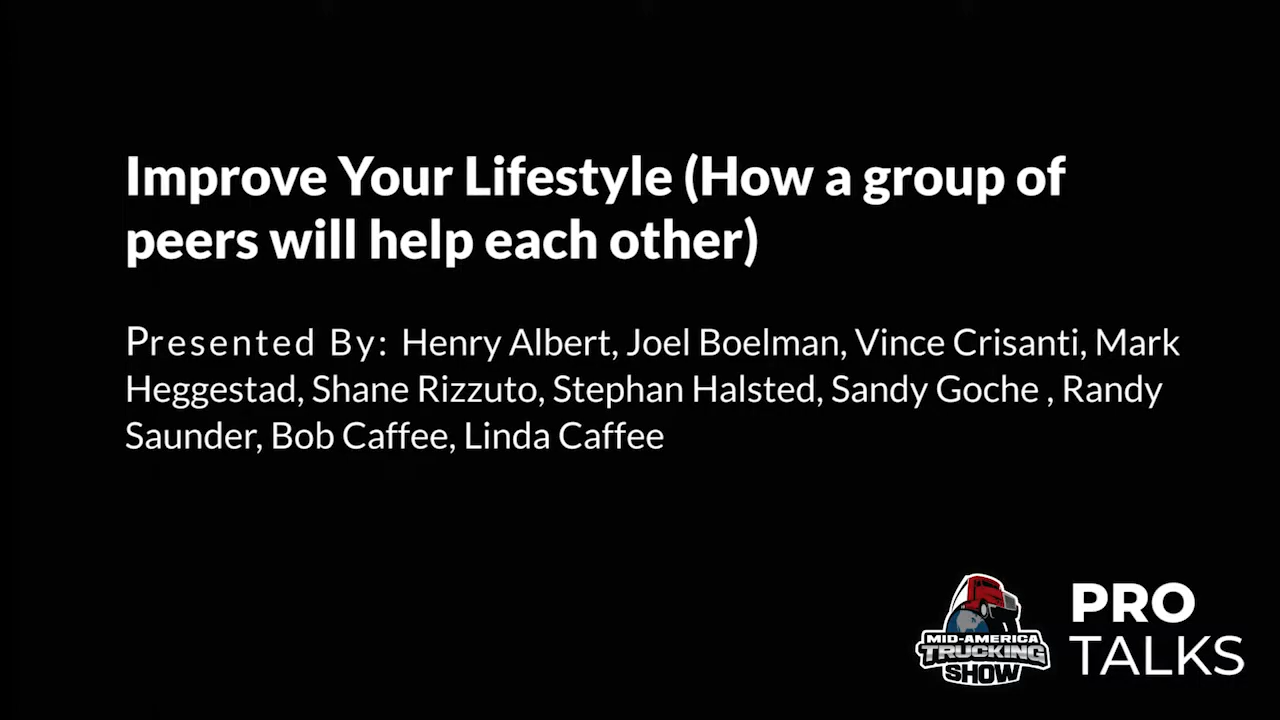 Improve Your Lifestyle (How a group of
peers will help each other)
Presented By: Henry Albert, Joel Boelman, Vince Crisanti, Mark
Heggestad, Shane Rizzuto, Stephan Halsted, Sandy Goche , Randy
Saunder, Bob Caffee, Linda Caffee
MID-AMERICA
TRUCKING
SHOW
PRO
TALKS